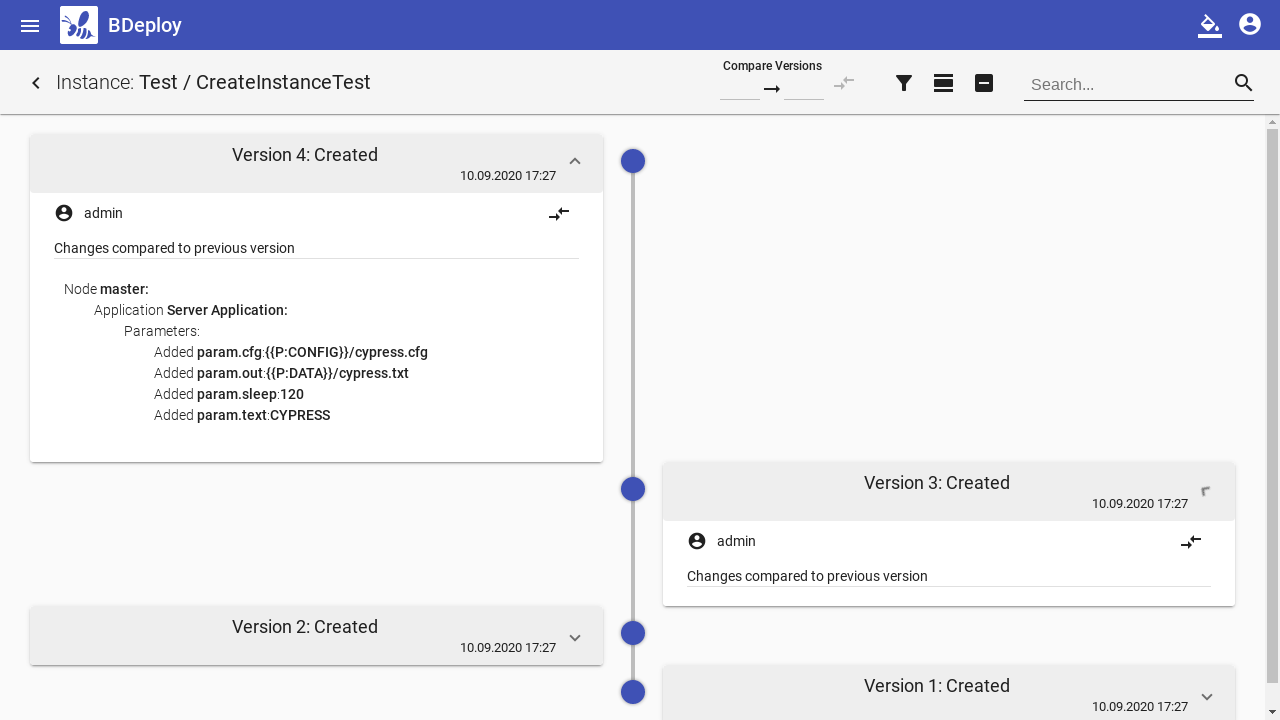 BDeploy
Instance: Test / CreateInstanceTest
Compare Versions
Search...
Version 4: Created
10.09.2020 17:27
admin
Changes compared to previous version
Node master:
Application Server Application:
Parameters:
Added param.cfg:{{P:CONFIG}}/cypress.cfg
Added param.out:{{P:DATA}}/cypress.txt
Added param.sleep:120
Added param.text:CYPRESS
Version 3: Created
10.09.2020 17:27
admin
Changes compared to previous version
Version 2: Created
10.09.2020 17:27
Version 1: Created
10.09.2020 17:27